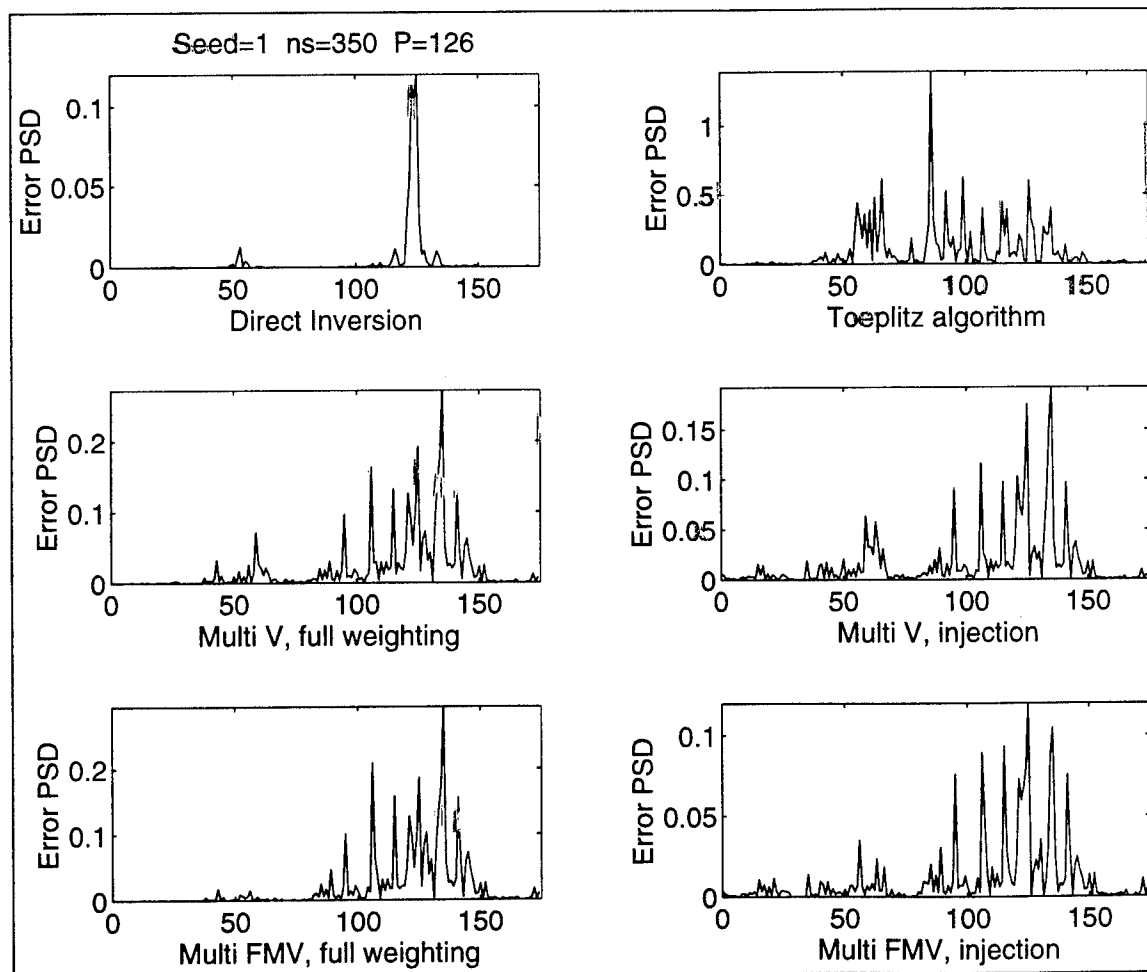 Seed=1 ns=350 P=126
Error PSD
0.1
0.05
0
0 50 100 150
Direct Inversion
Error PSD
1
0.5
0
0 50 100 150
Toeplitz algorithm
Error PSD
0.2
0.1
0
0 50 100 150
Multi V, full weighting
Error PSD
0.15
0.1
0.05
0
0 50 100 150
Multi V, injection
Error PSD
0.2
0.1
0
0 50 100 150
Multi FMV, full weighting
Error PSD
0.1
0.05
0
0 50 100 150
Multi FMV, injection